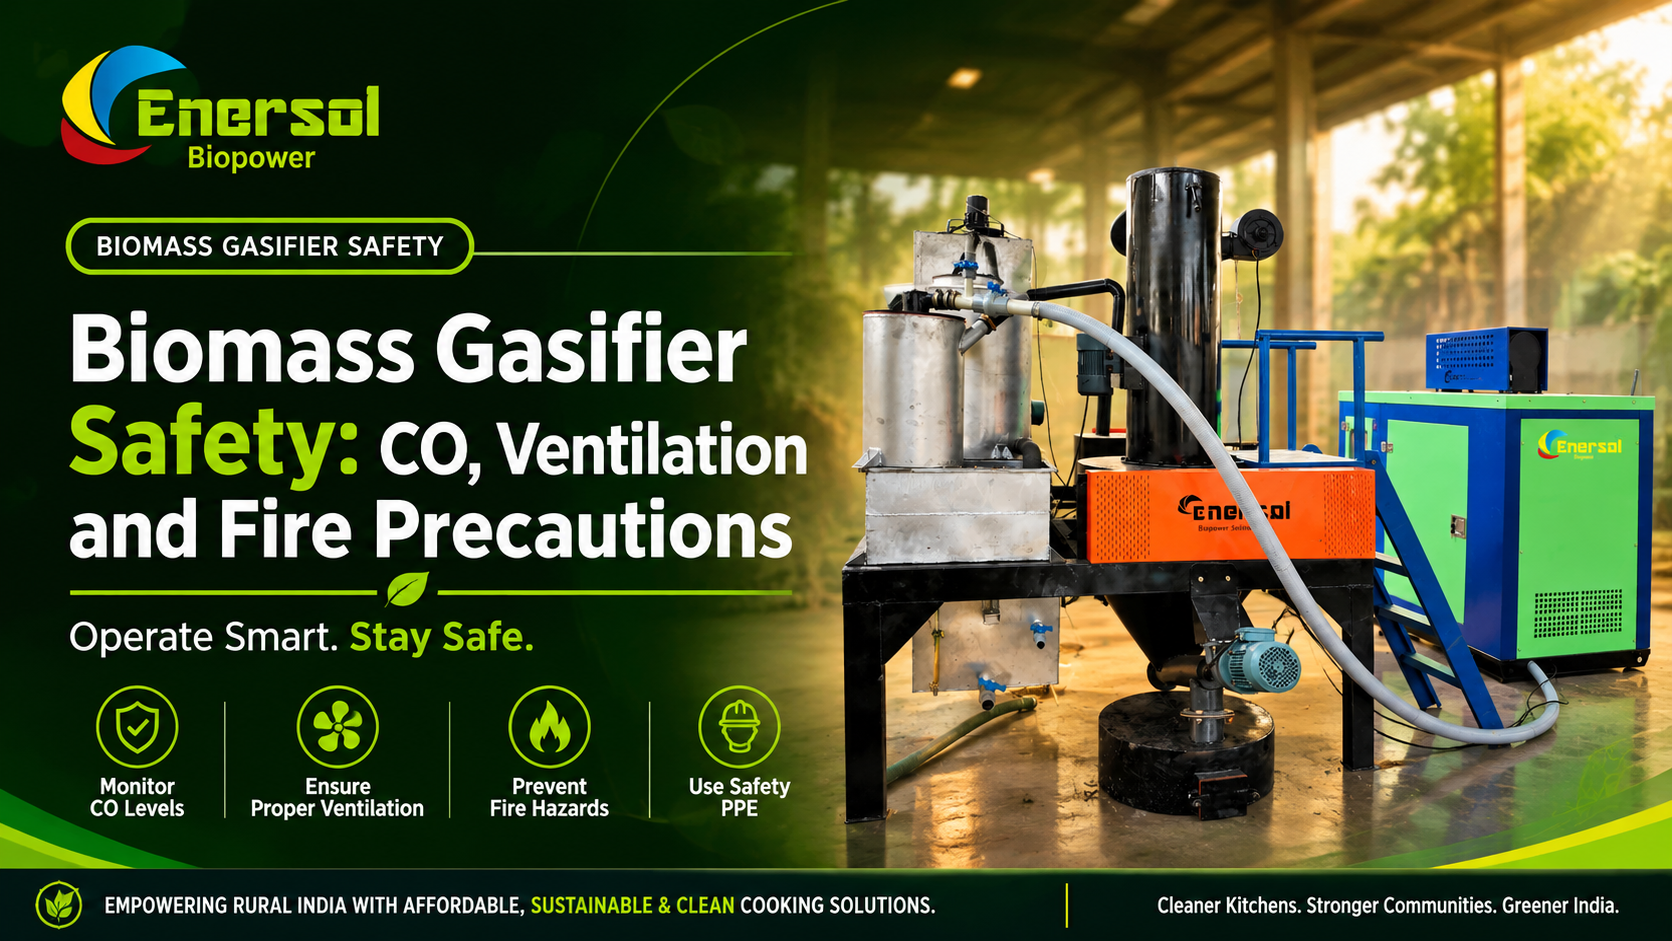 Enersol
Biopower
BIOMASS GASIFIER SAFETY
Biomass Gasifier
Safety: CO, Ventilation
and Fire Precautions
Operate Smart. Stay Safe.
Monitor
CO Levels
Ensure
Proper Ventilation
Prevent
Fire Hazards
Use Safety
PPE
Enersol
Biopower
Enersol
Biopower
EMPOWERING RURAL INDIA WITH AFFORDABLE, SUSTAINABLE & CLEAN COOKING SOLUTIONS.
Cleaner Kitchens. Stronger Communities. Greener India.